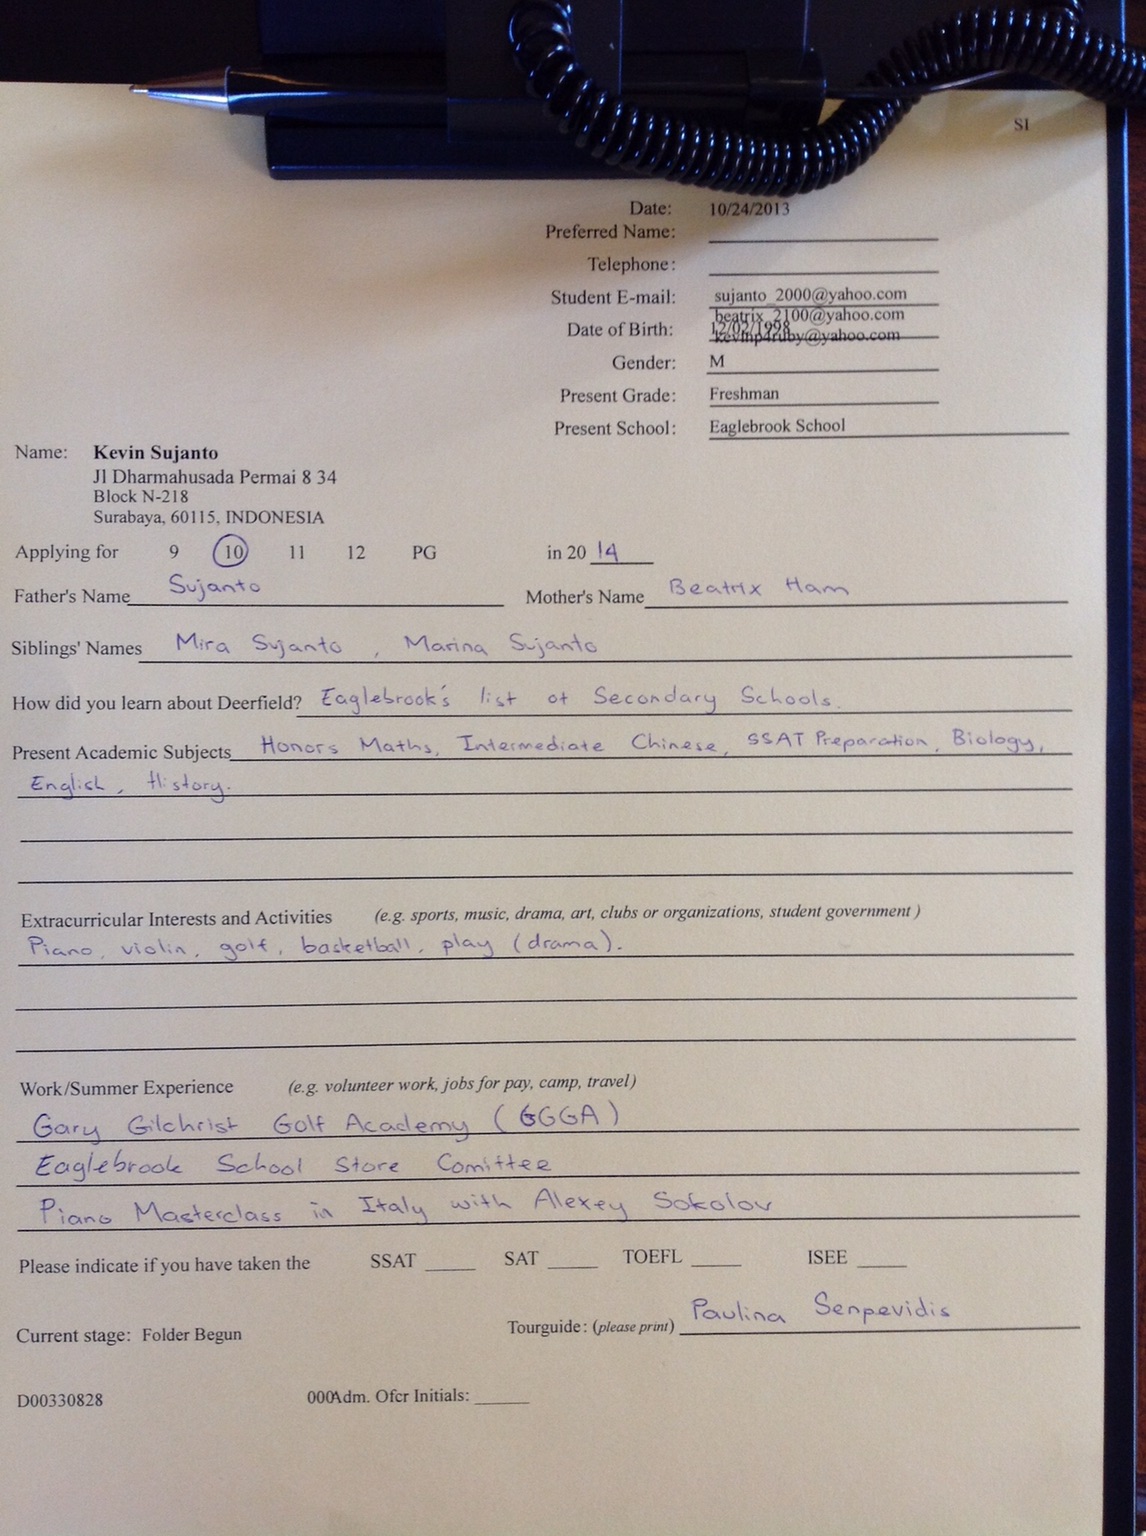 SI
Date: 10/24/2013
Preferred Name:
Telephone:
Student E-mail: sujanto_2000@yahoo.com
beatrix_2100@yahoo.com
Date of Birth: 12/02/1998
kevinp4ruby@yahoo.com
Gender: M
Present Grade: Freshman
Present School: Eaglebrook School
Name: Kevin Sujanto
Jl Dharmahusada Permai 8 34
Block N-218
Surabaya, 60115, INDONESIA
Applying for 9 10 11 12 PG in 20 14
Father's Name Sujanto Mother's Name Beatrix Ham
Siblings' Names Mira Sujanto , Marina Sujanto
How did you learn about Deerfield? Eaglebrook's list of Secondary Schools.
Present Academic Subjects Honors Maths, Intermediate Chinese, SSAT Preparation, Biology,
English, History.
Extracurricular Interests and Activities (e.g. sports, music, drama, art, clubs or organizations, student government )
Piano, violin, golf, basketball, play (drama).
Work/Summer Experience (e.g. volunteer work, jobs for pay, camp, travel)
Gary Gilchrist Golf Academy (GGGA)
Eaglebrook School Store Comittee
Piano Masterclass in Italy with Alexey Sokolov
Please indicate if you have taken the SSAT SAT TOEFL ISEE
Current stage: Folder Begun Tourguide: (please print) Paulina Senpevidis
D00330828 000Adm. Ofcr Initials: